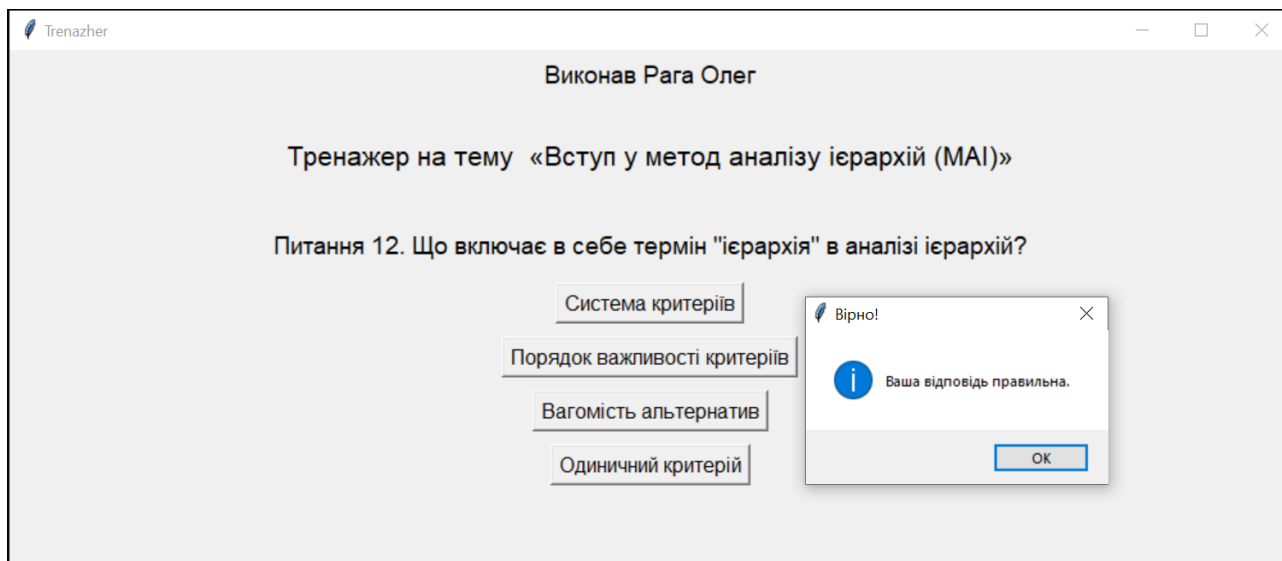 Trenazher
Виконав Рага Олег
Тренажер на тему «Вступ у метод аналізу ієрархій (МАІ)»
Питання 12. Що включає в себе термін "ієрархія" в аналізі ієрархій?
Система критеріїв
Порядок важливості критеріїв
Вагомість альтернатив
Одиничний критерій
Вірно!
Ваша відповідь правильна.
ОК